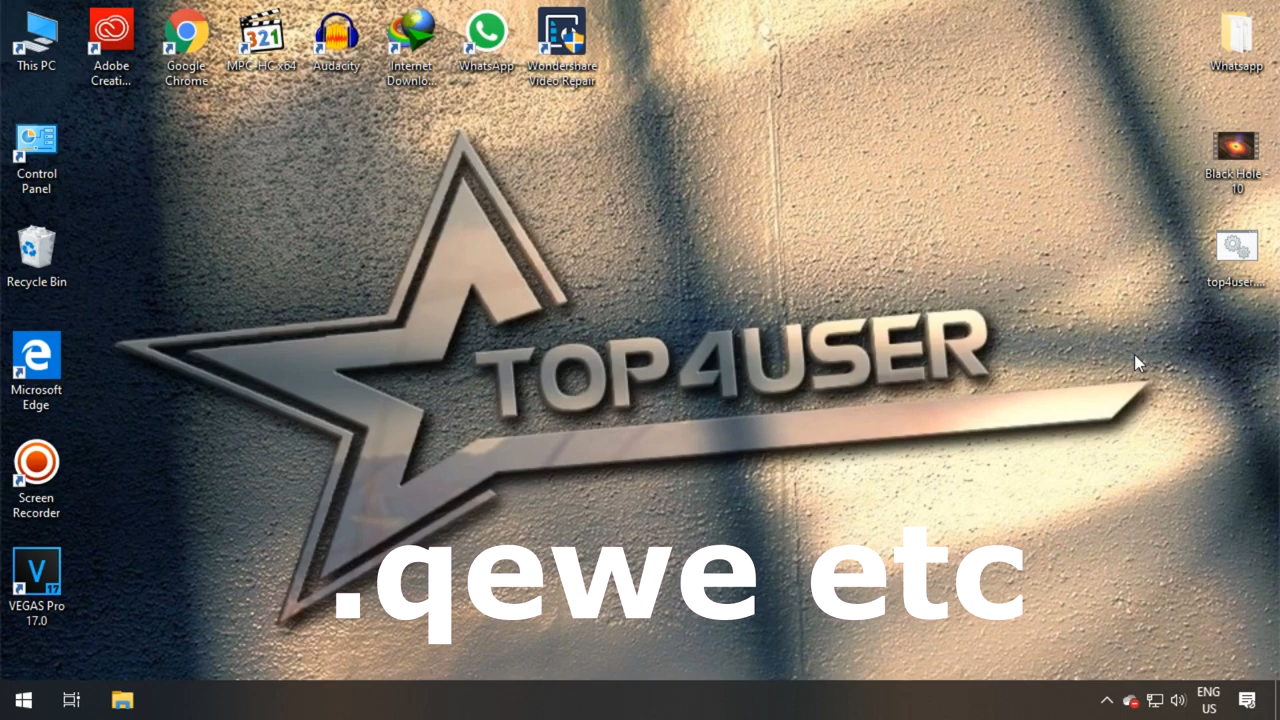 This PC
Adobe
Creati...
Google
Chrome
MPC-HC x64
Audacity
Internet
Downlo...
WhatsApp
Wondershare
Video Repair
Whatsapp
Control
Panel
Black Hole -
10
Recycle Bin
top4user....
Microsoft
Edge
TOP4USER
Screen
Recorder
.qewe etc
VEGAS Pro
17.0
ENG
US
321
V
17